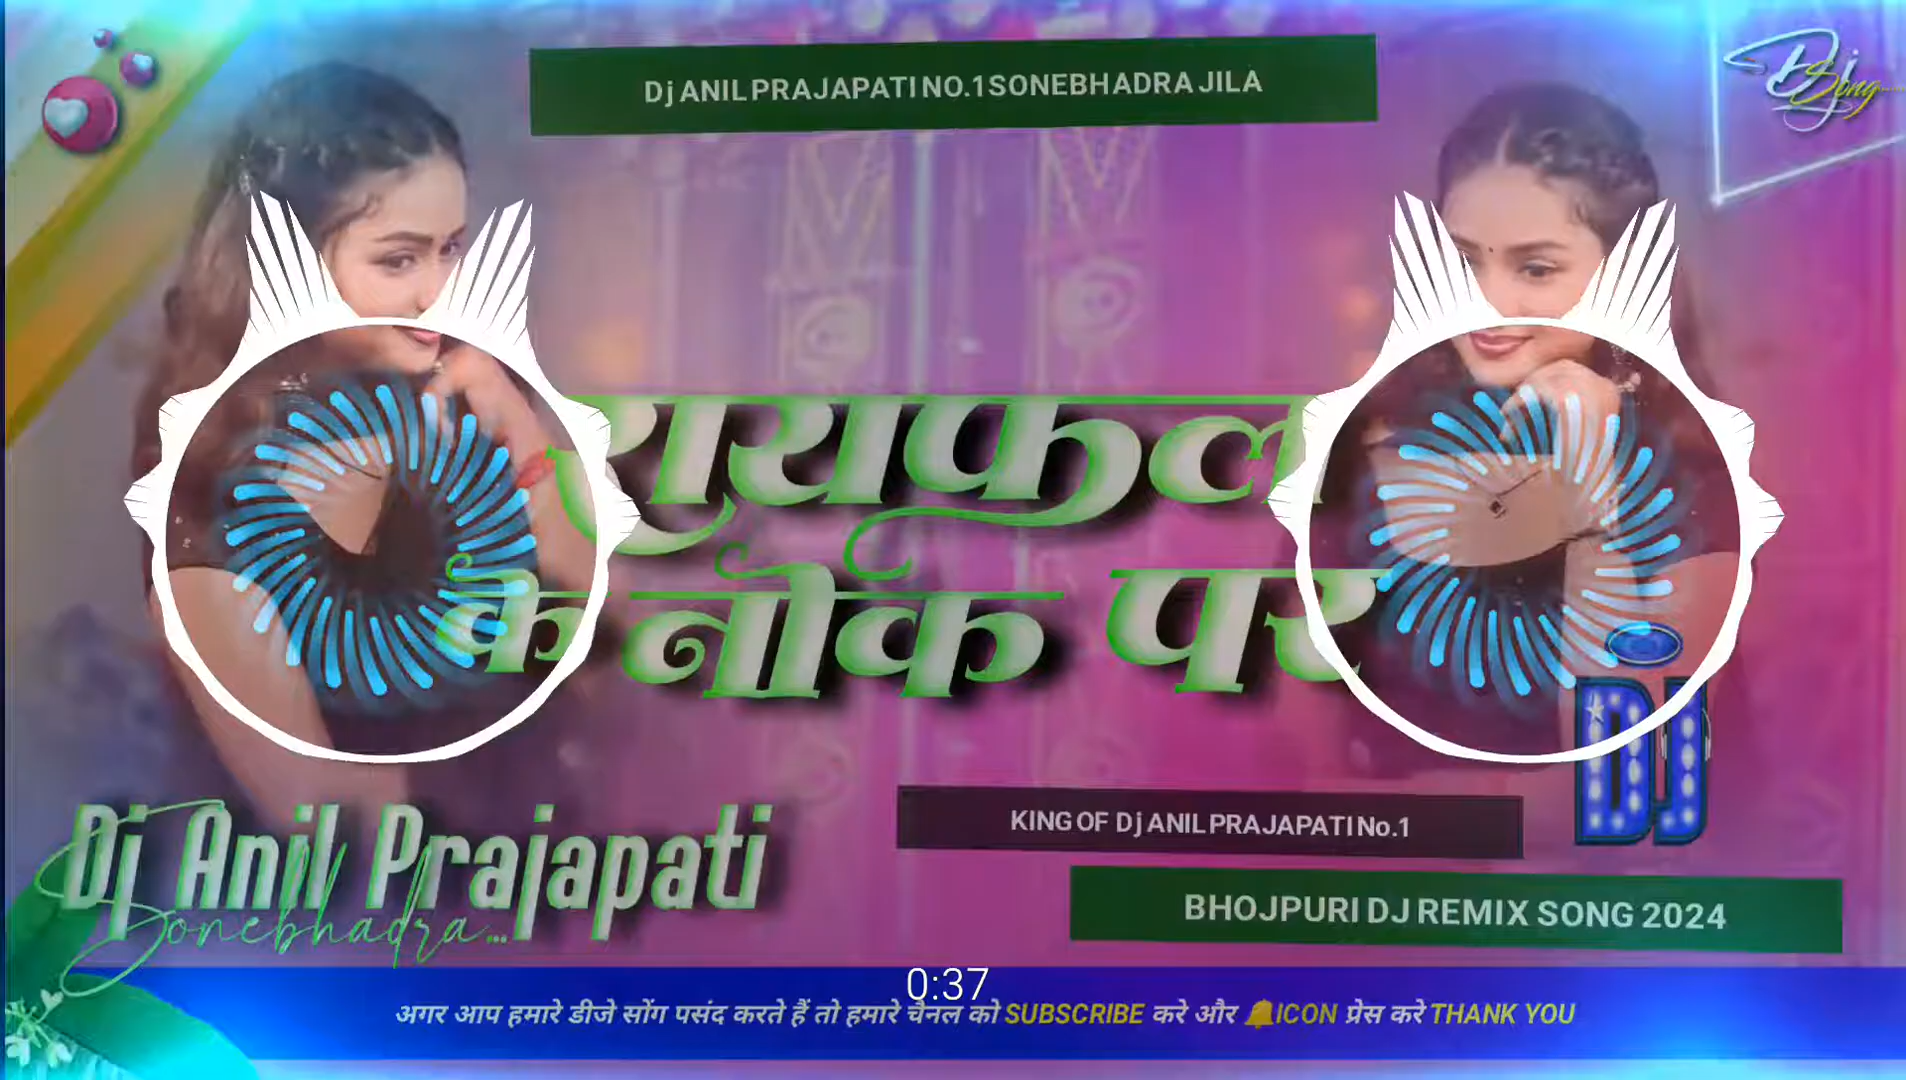 Dj ANIL PRAJAPATI NO.1 SONEBHADRA JILA
Dj Song
रायफल
के नोक पर
DJ
Dj Anil Prajapati
Sonebhadra...
KING OF Dj ANIL PRAJAPATI No.1
BHOJPURI DJ REMIX SONG 2024
0:37
अगर आप हमारे डीजे सोंग पसंद करते हैं तो हमारे चैनल को SUBSCRIBE करे और 🔔ICON प्रेस करे THANK YOU